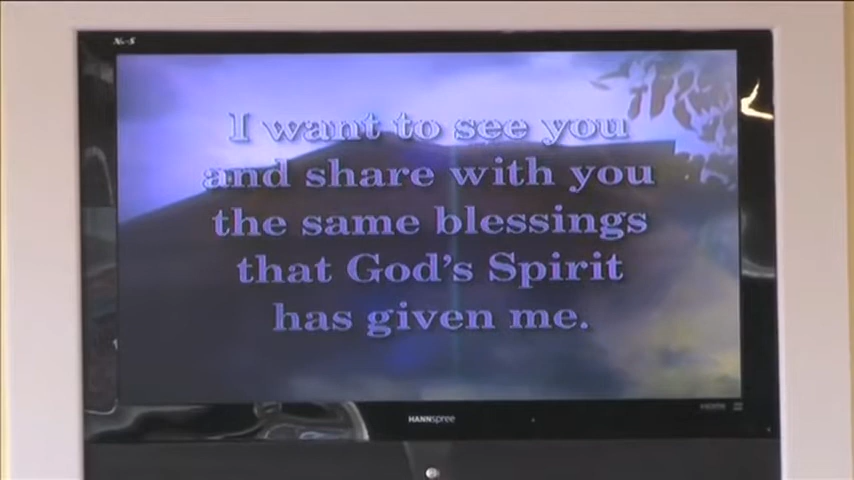 I want to see you
and share with you
the same blessings
that God's Spirit
has given me.
HANNspree